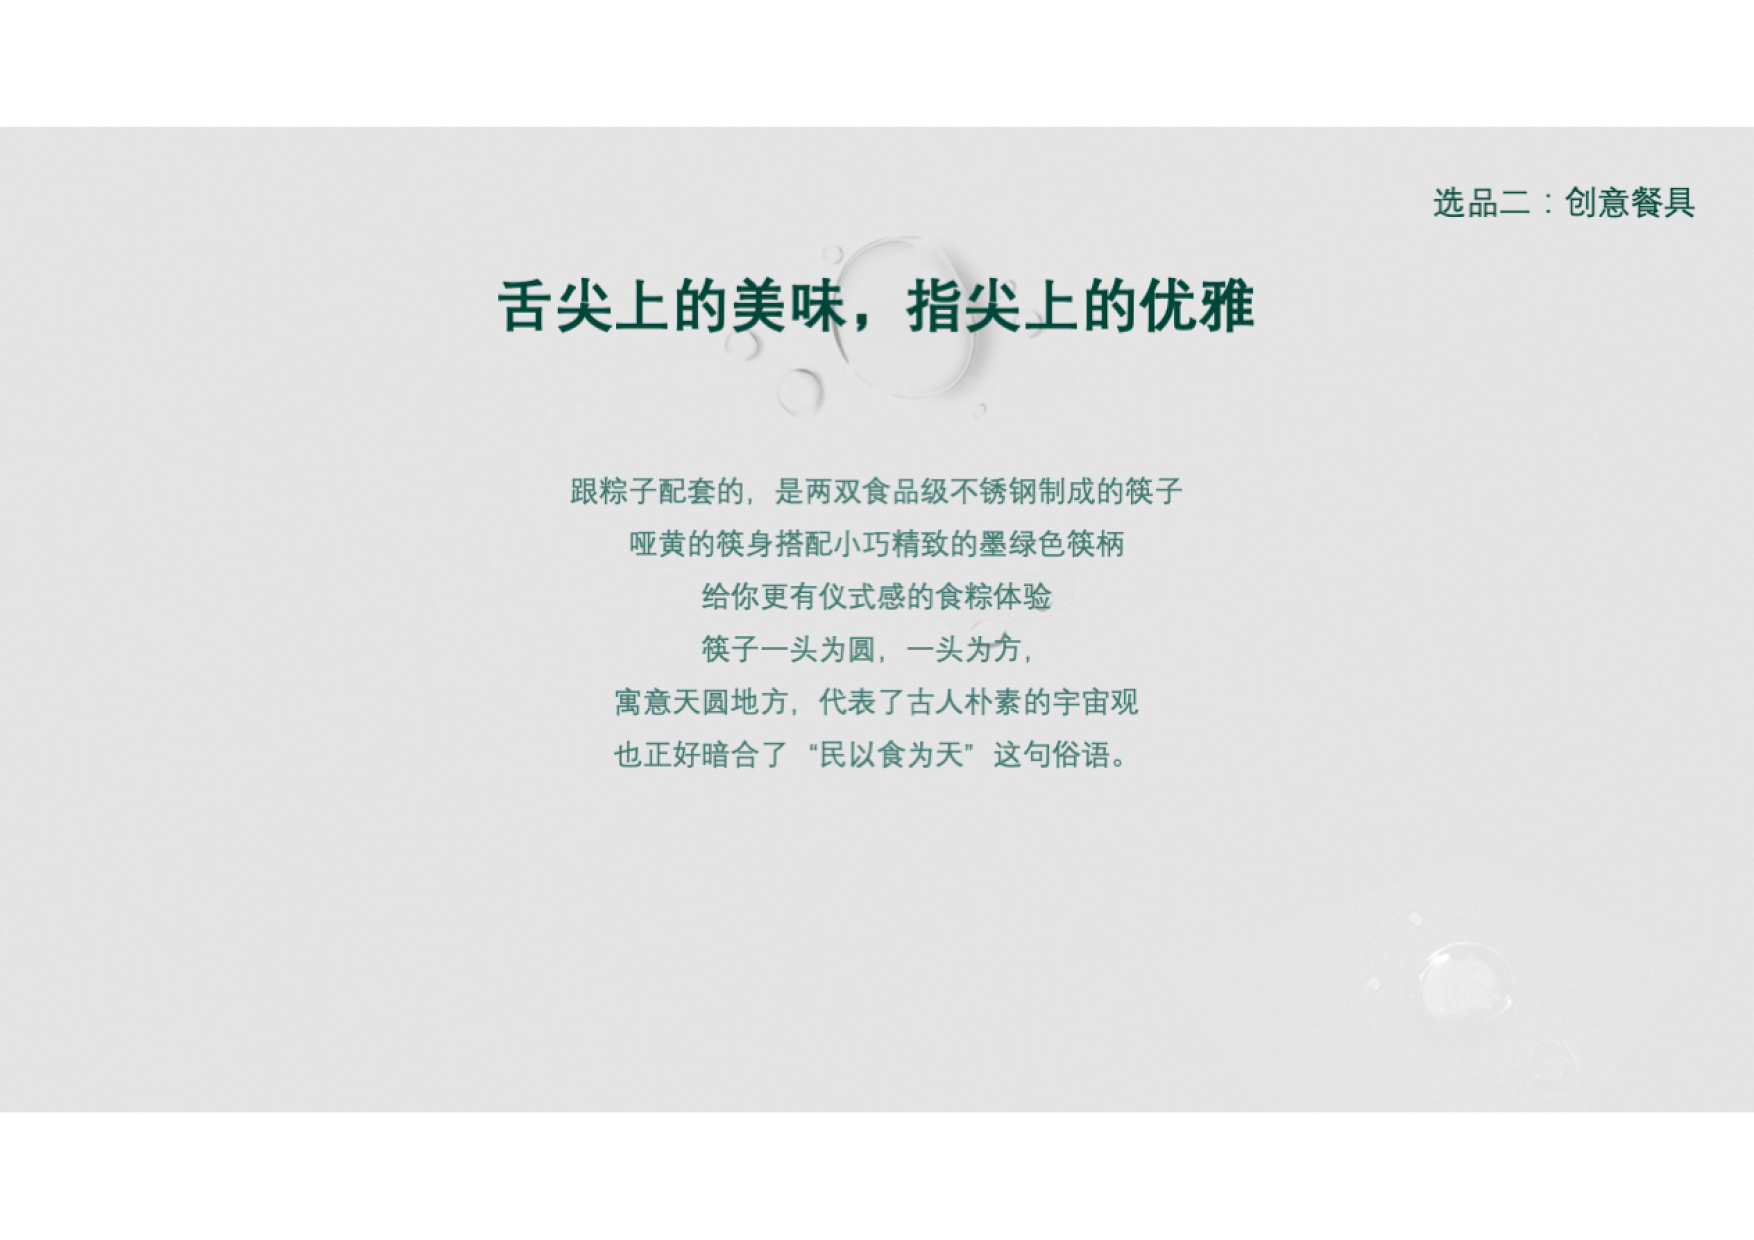 选品二：创意餐具
舌尖上的美味，指尖上的优雅
跟粽子配套的，是两双食品级不锈钢制成的筷子
哑黄的筷身搭配小巧精致的墨绿色筷柄
给你更有仪式感的食粽体验
筷子一头为圆，一头为方，
寓意天圆地方，代表了古人朴素的宇宙观
也正好暗合了“民以食为天”这句俗语。